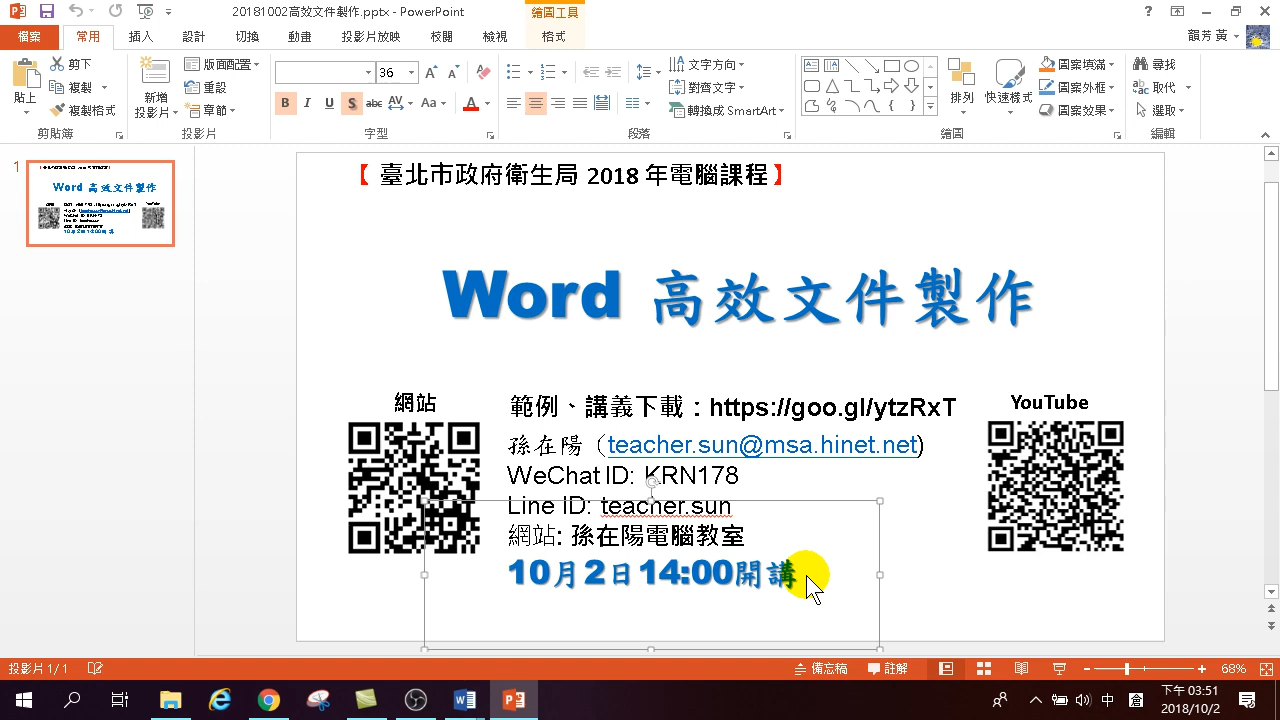 20181002高效文件製作.pptx - PowerPoint
繪圖工具
檔案
常用
插入
設計
切換
動畫
投影片放映
校閱
檢視
格式
韻芳 黃
貼上
剪下
複製
複製格式
剪貼簿
新增
投影片
版面配置
重設
章節
投影片
36
B I U S abc AV Aa A
字型
文字方向
對齊文字
轉換成 SmartArt
段落
排列
快速樣式
圖案填滿
圖案外框
圖案效果
繪圖
尋找
取代
選取
編輯
1
【 臺北市政府衛生局 2018 年電腦課程】
Word 高效文件製作
網站
YouTube
範例、講義下載：https://goo.gl/ytzRxT
孫在陽（teacher.sun@msa.hinet.net)
WeChat ID: KRN178
Line ID: teacher.sun
網站: 孫在陽電腦教室
10月2日14:00開講
投影片 1/1
備忘稿
註解
68%
中
下午 03:51
2018/10/2